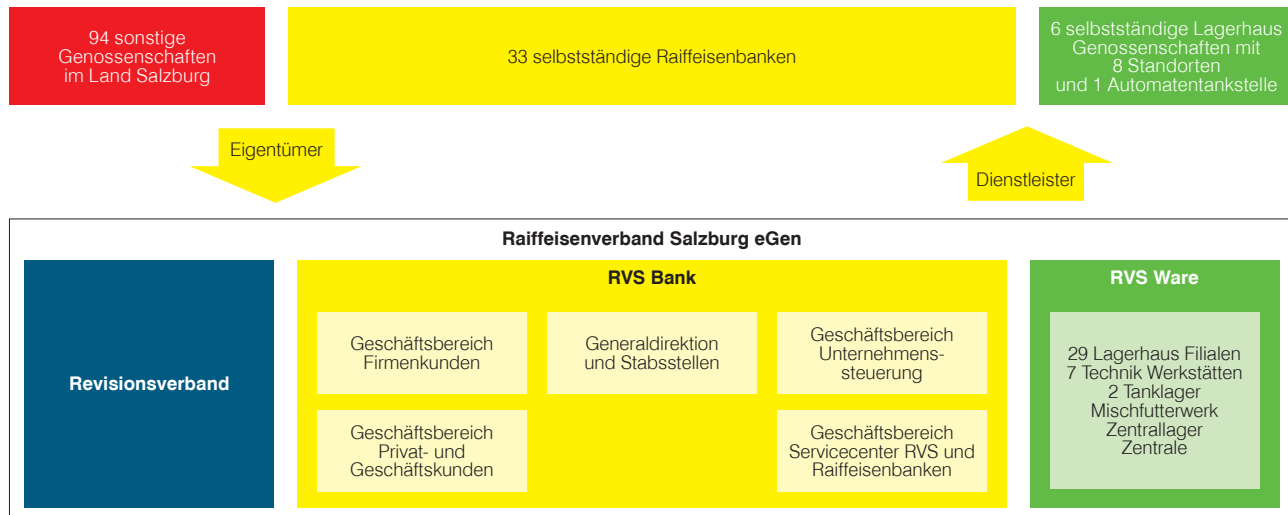 94 sonstige
Genossenschaften
im Land Salzburg
33 selbstständige Raiffeisenbanken
6 selbstständige Lagerhaus
Genossenschaften mit
8 Standorten
und 1 Automatentankstelle
Eigentümer
Dienstleister
Raiffeisenverband Salzburg eGen
Revisionsverband
RVS Bank
Geschäftsbereich
Firmenkunden
Generaldirektion
und Stabsstellen
Geschäftsbereich
Unternehmens-
steuerung
Geschäftsbereich
Privat- und
Geschäftskunden
Geschäftsbereich
Servicecenter RVS und
Raiffeisenbanken
RVS Ware
29 Lagerhaus Filialen
7 Technik Werkstätten
2 Tanklager
Mischfutterwerk
Zentrallager
Zentrale